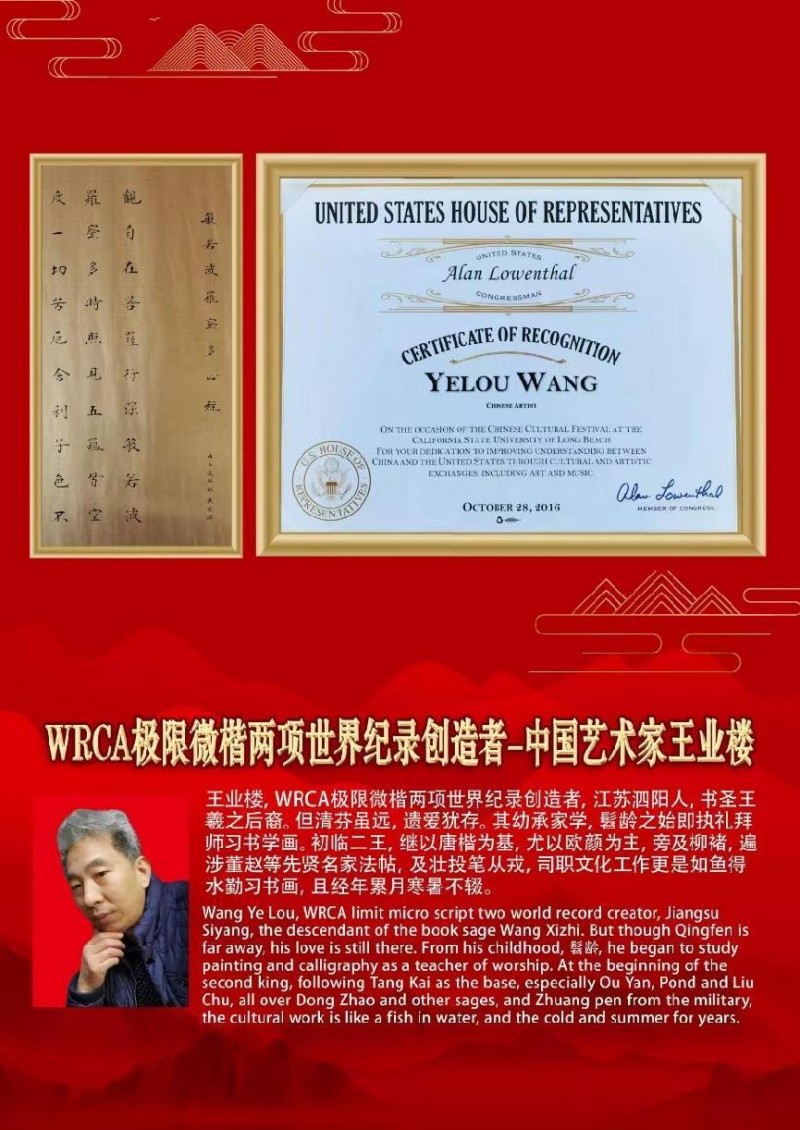 般若波羅蜜多心經
觀自在菩薩行深般若波
羅蜜多時照見五蘊皆空
度一切苦厄舍利子色不
UNITED STATES HOUSE OF REPRESENTATIVES
UNITED STATES
Alan Lowenthal
CONGRESSMAN
CERTIFICATE OF RECOGNITION
YELOU WANG
CHINESE ARTIST
ON THE OCCASION OF THE CHINESE CULTURAL FESTIVAL AT THE
CALIFORNIA STATE UNIVERSITY OF LONG BEACH
FOR YOUR DEDICATION TO IMPROVING UNDERSTANDING BETWEEN
CHINA AND THE UNITED STATES THROUGH CULTURAL AND ARTISTIC
EXCHANGES, INCLUDING ART AND MUSIC
U.S. HOUSE OF
REPRESENTATIVES
Alan Lowenthal
MEMBER OF CONGRESS
OCTOBER 28, 2016
WRCA极限微楷两项世界纪录创造者-中国艺术家王业楼
王业楼, WRCA极限微楷两项世界纪录创造者, 江苏泗阳人, 书圣王
羲之后裔。但清芬虽远, 遗爱犹存。其幼承家学, 髫龄之始即执礼拜
师习书学画。初临二王, 继以唐楷为基, 尤以欧颜为主, 旁及柳褚, 遍
涉董赵等先贤名家法帖, 及壮投笔从戎, 司职文化工作更是如鱼得
水勤习书画, 且经年累月寒暑不辍。
Wang Ye Lou, WRCA limit micro script two world record creator, Jiangsu
Siyang, the descendant of the book sage Wang Xizhi. But though Qingfen is
far away, his love is still there. From his childhood, 髫龄, he began to study
painting and calligraphy as a teacher of worship. At the beginning of the
second king, following Tang Kai as the base, especially Ou Yan, Pond and Liu
Chu, all over Dong Zhao and other sages, and Zhuang pen from the military,
the cultural work is like a fish in water, and the cold and summer for years.